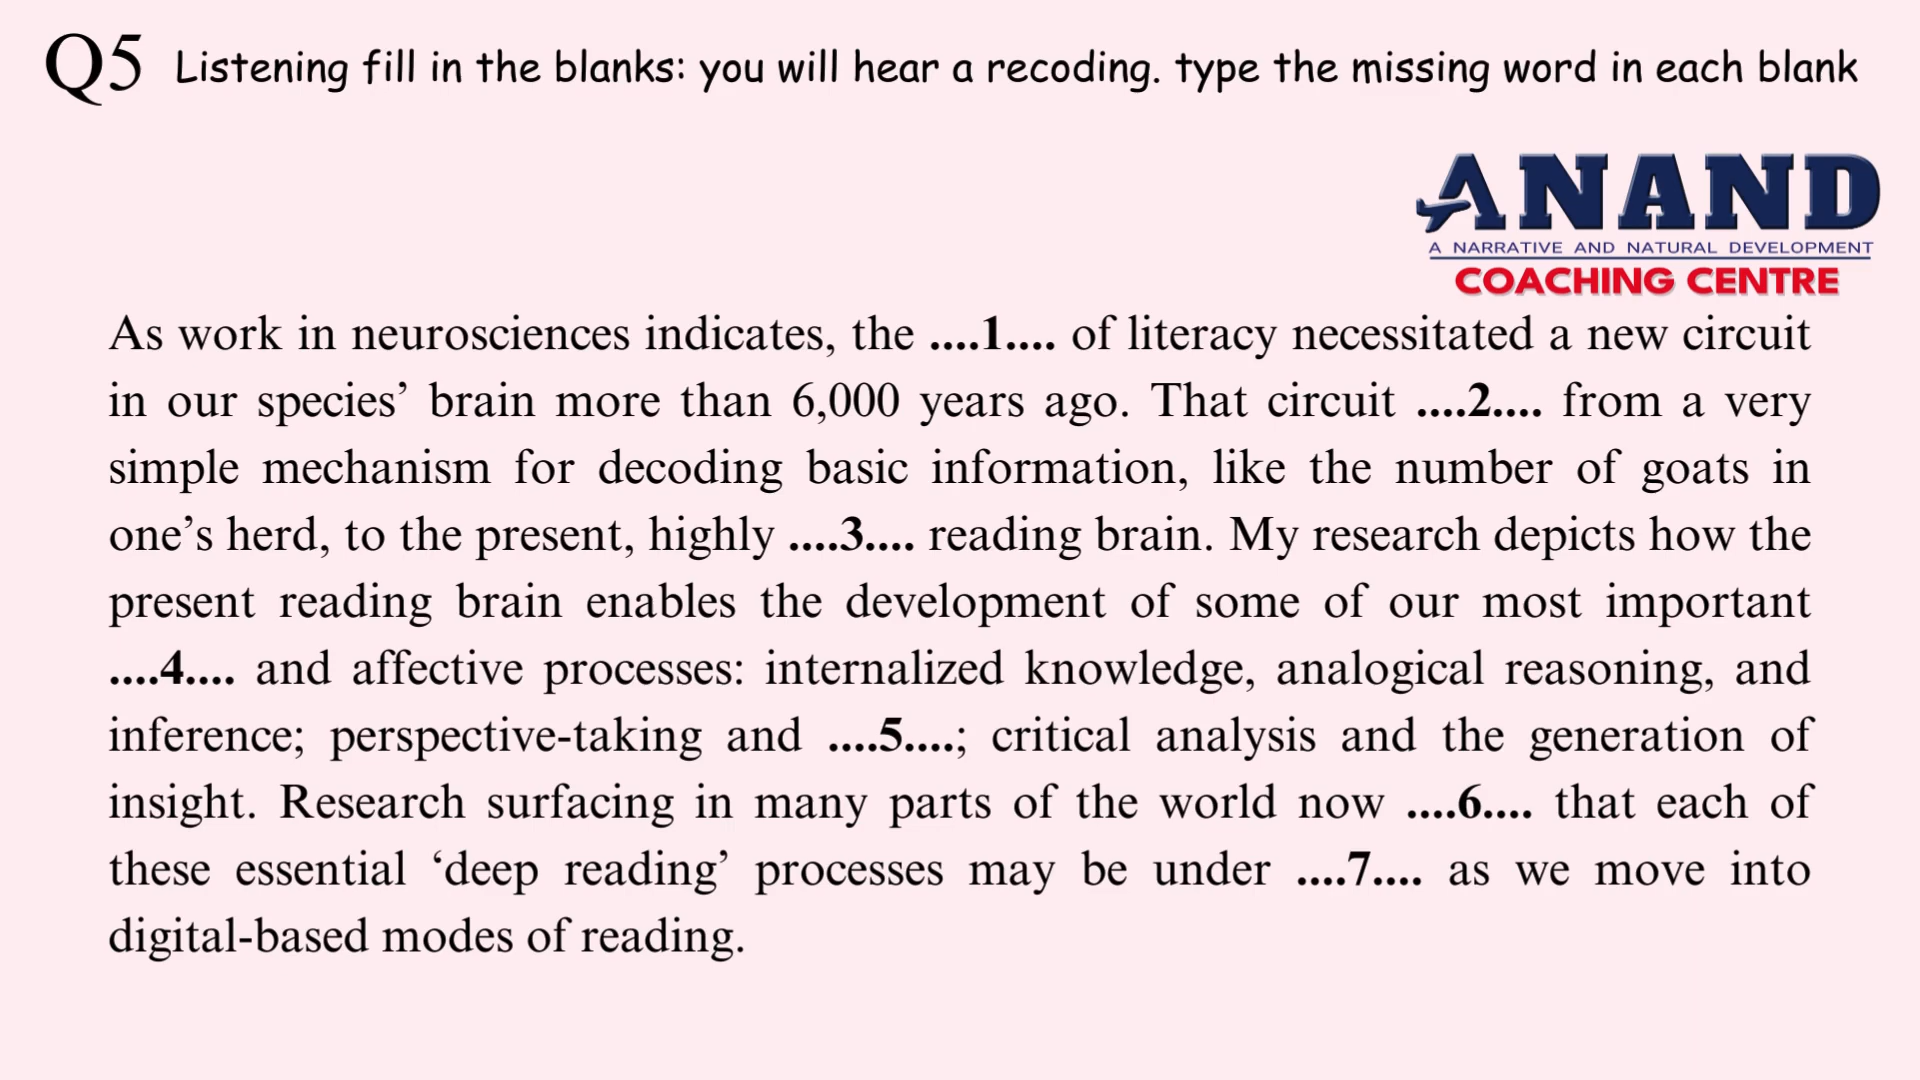 Q5 Listening fill in the blanks: you will hear a recoding. type the missing word in each blank
ANAND
A NARRATIVE AND NATURAL DEVELOPMENT
COACHING CENTRE
As work in neurosciences indicates, the ....1.... of literacy necessitated a new circuit
in our species’ brain more than 6,000 years ago. That circuit ....2.... from a very
simple mechanism for decoding basic information, like the number of goats in
one’s herd, to the present, highly ....3.... reading brain. My research depicts how the
present reading brain enables the development of some of our most important
....4.... and affective processes: internalized knowledge, analogical reasoning, and
inference; perspective-taking and ....5....; critical analysis and the generation of
insight. Research surfacing in many parts of the world now ....6.... that each of
these essential ‘deep reading’ processes may be under ....7.... as we move into
digital-based modes of reading.